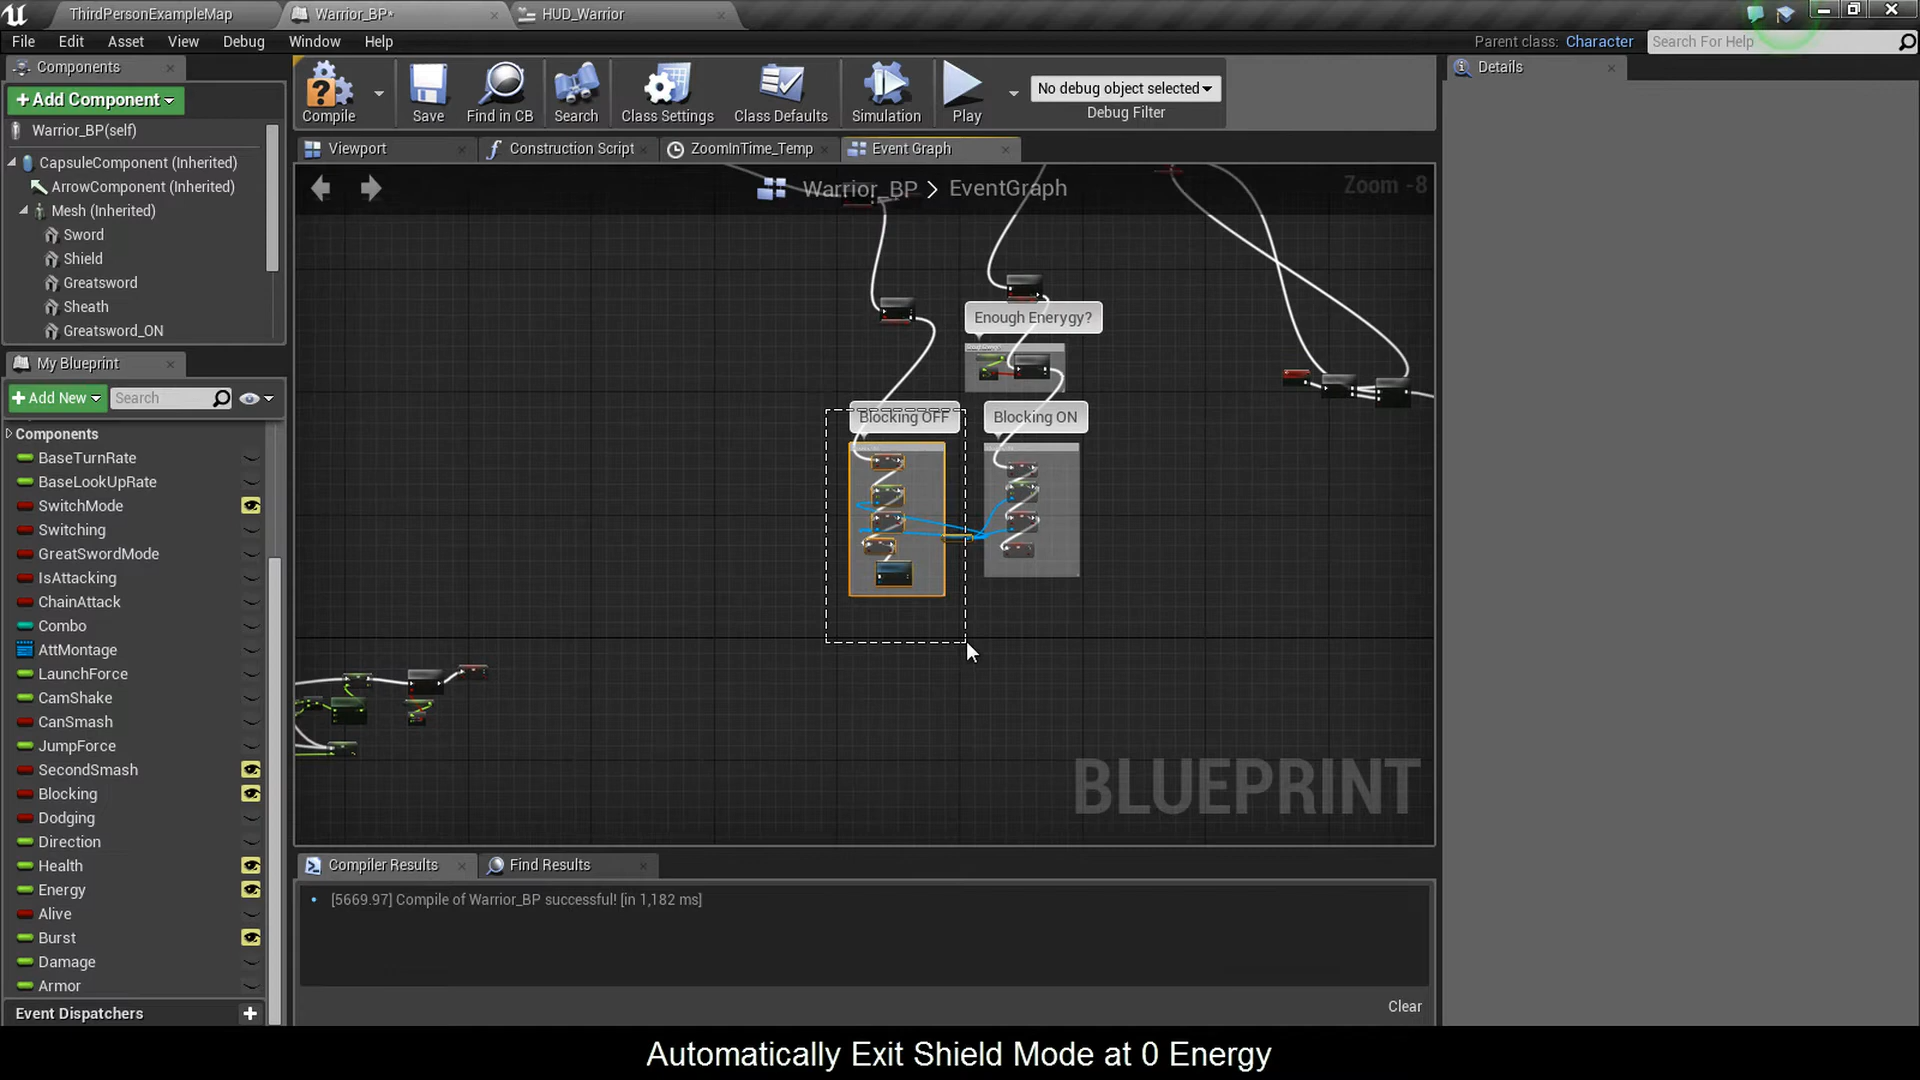 ThirdPersonExampleMap
Warrior_BP*
HUD_Warrior
File Edit Asset View Debug Window Help
Parent class: Character
Search For Help
Components
+Add Component
Warrior_BP(self)
CapsuleComponent (Inherited)
ArrowComponent (Inherited)
Mesh (Inherited)
Sword
Shield
Greatsword
Sheath
Greatsword_ON
My Blueprint
+Add New
Search
Components
BaseTurnRate
BaseLookUpRate
SwitchMode
Switching
GreatSwordMode
IsAttacking
ChainAttack
Combo
AttMontage
LaunchForce
CamShake
CanSmash
JumpForce
SecondSmash
Blocking
Dodging
Direction
Health
Energy
Alive
Burst
Damage
Armor
Event Dispatchers
Compile
Save
Find in CB
Search
Class Settings
Class Defaults
Simulation
Play
No debug object selected
Debug Filter
Viewport
Construction Script
ZoomInTime_Temp
Event Graph
Warrior_BP > EventGraph
Zoom -8
Enough Enerygy?
Blocking OFF
Blocking ON
BLUEPRINT
Compiler Results
Find Results
[5669.97] Compile of Warrior_BP successful! [in 1,182 ms]
Clear
Details
Automatically Exit Shield Mode at 0 Energy